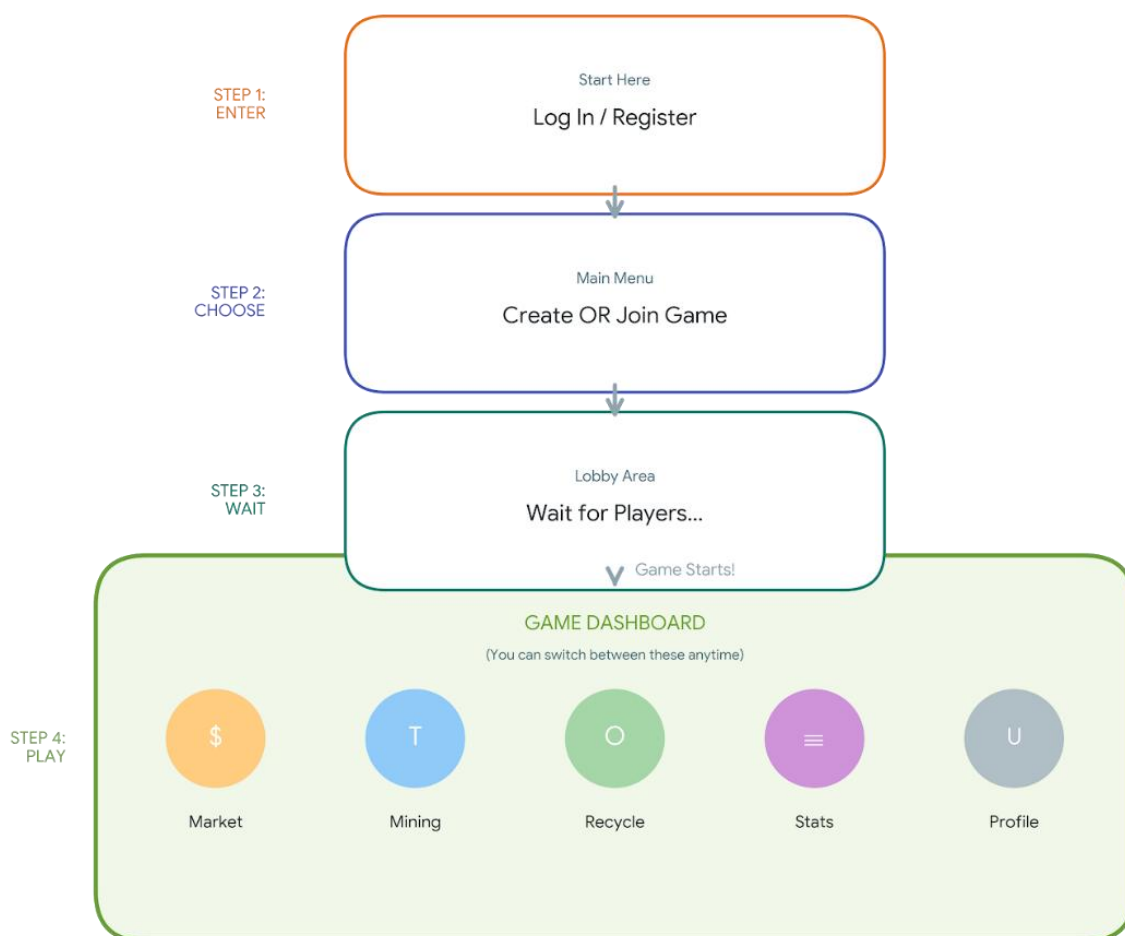 Start Here
STEP 1:
ENTER
Log In / Register
Main Menu
STEP 2:
CHOOSE
Create OR Join Game
Lobby Area
STEP 3:
WAIT
Wait for Players...
Game Starts!
GAME DASHBOARD
(You can switch between these anytime)
STEP 4:
PLAY
$ T O ≡ U
Market Mining Recycle Stats Profile